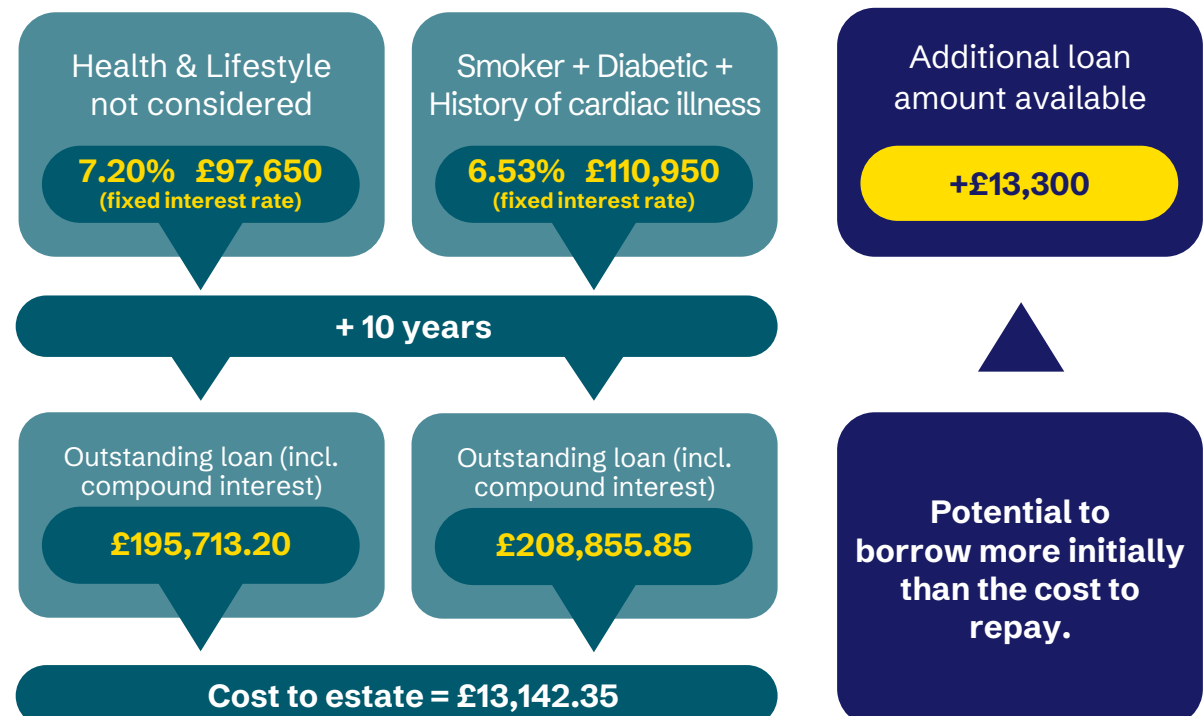 Health & Lifestyle
not considered
7.20% £97,650
(fixed interest rate)
Smoker + Diabetic +
History of cardiac illness
6.53% £110,950
(fixed interest rate)
Additional loan
amount available
+£13,300
+ 10 years
Outstanding loan (incl.
compound interest)
£195,713.20
Outstanding loan (incl.
compound interest)
£208,855.85
Potential to
borrow more initially
than the cost to
repay.
Cost to estate = £13,142.35